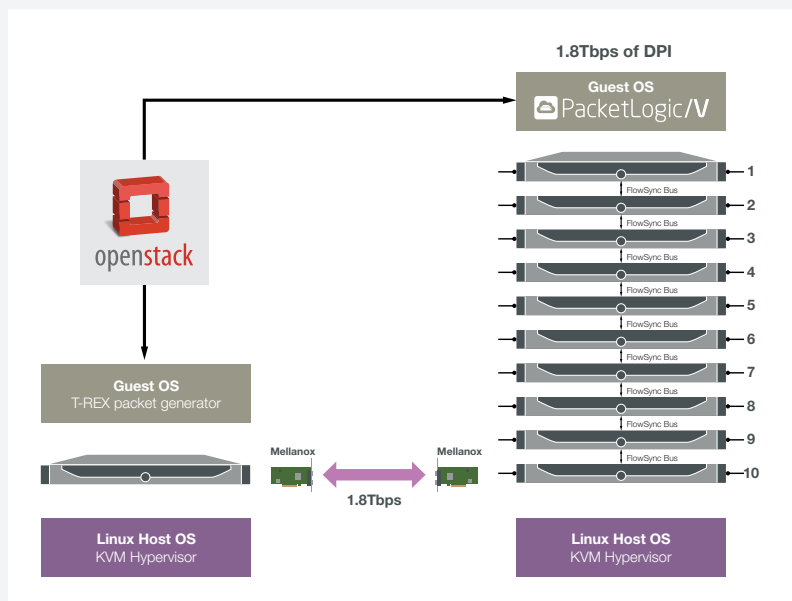 1.8Tbps of DPI
Guest OS
PacketLogic/V
openstack
1
FlowSync Bus
2
FlowSync Bus
3
FlowSync Bus
4
FlowSync Bus
5
FlowSync Bus
6
FlowSync Bus
7
FlowSync Bus
8
FlowSync Bus
9
FlowSync Bus
10
Guest OS
T-REX packet generator
Mellanox
Mellanox
1.8Tbps
Linux Host OS
KVM Hypervisor
Linux Host OS
KVM Hypervisor